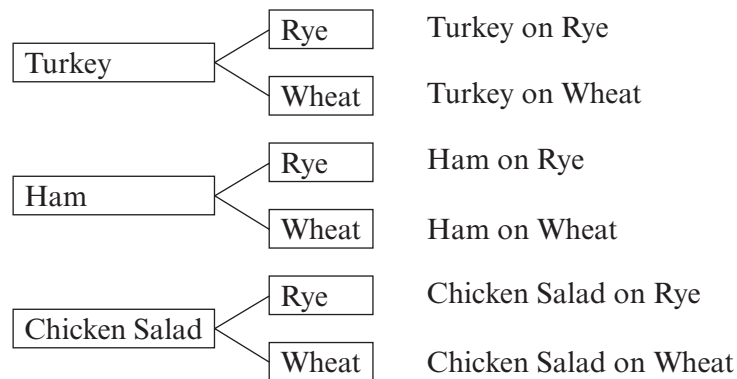 Rye Turkey on Rye
Turkey
Wheat Turkey on Wheat
Rye Ham on Rye
Ham
Wheat Ham on Wheat
Rye Chicken Salad on Rye
Chicken Salad
Wheat Chicken Salad on Wheat